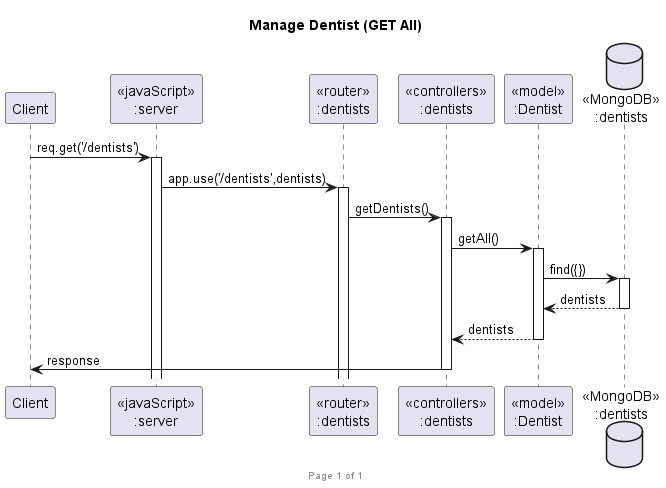 Manage Dentist (GET All)
Client
«javaScript»
:server
«router»
:dentists
«controllers»
:dentists
«model»
:Dentist
«MongoDB»
:dentists
req.get('/dentists')
app.use('/dentists',dentists)
getDentists()
getAll()
find({})
dentists
dentists
response
Client
«javaScript»
:server
«router»
:dentists
«controllers»
:dentists
«model»
:Dentist
«MongoDB»
:dentists
Page 1 of 1